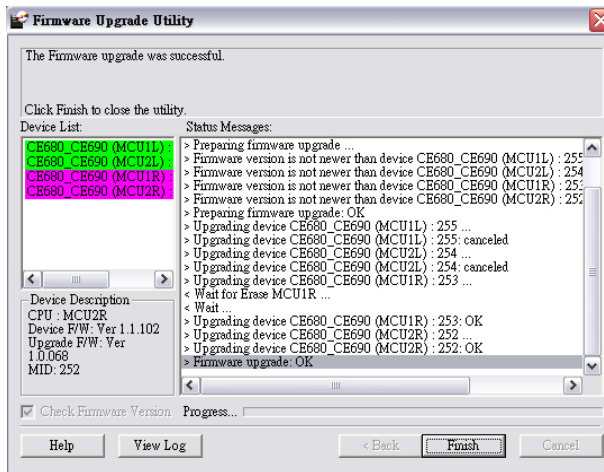 Firmware Upgrade Utility
The Firmware upgrade was successful.
Click Finish to close the utility.
Device List:
CE680_CE690 (MCU1L) :
CE680_CE690 (MCU2L) :
CE680_CE690 (MCU1R) :
CE680_CE690 (MCU2R) :
Device Description
CPU : MCU2R
Device F/W: Ver 1.1.102
Upgrade F/W: Ver
1.0.068
MID: 252
Status Messages:
> Preparing firmware upgrade ...
> Firmware version is not newer than device CE680_CE690 (MCU1L) : 255
> Firmware version is not newer than device CE680_CE690 (MCU2L) : 254
> Firmware version is not newer than device CE680_CE690 (MCU1R) : 253
> Firmware version is not newer than device CE680_CE690 (MCU2R) : 252
> Preparing firmware upgrade: OK
> Upgrading device CE680_CE690 (MCU1L) : 255 ...
> Upgrading device CE680_CE690 (MCU1L) : 255: canceled
> Upgrading device CE680_CE690 (MCU2L) : 254 ...
> Upgrading device CE680_CE690 (MCU2L) : 254: canceled
> Upgrading device CE680_CE690 (MCU1R) : 253 ...
< Wait for Erase MCU1R ...
< Wait ...
> Upgrading device CE680_CE690 (MCU1R) : 253: OK
> Upgrading device CE680_CE690 (MCU2R) : 252 ...
> Upgrading device CE680_CE690 (MCU2R) : 252: OK
> Firmware upgrade: OK
Check Firmware Version
Progress...
Help
View Log
< Back
Finish
Cancel